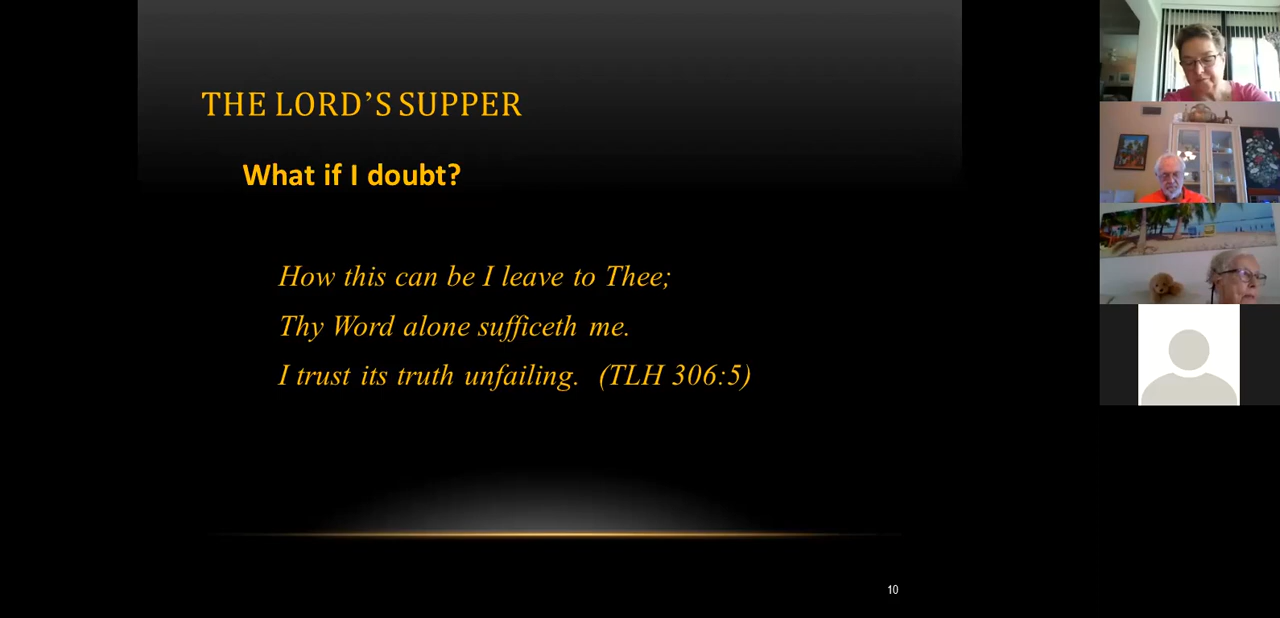 THE LORD’S SUPPER
What if I doubt?
How this can be I leave to Thee;
Thy Word alone sufficeth me.
I trust its truth unfailing. (TLH 306:5)
10